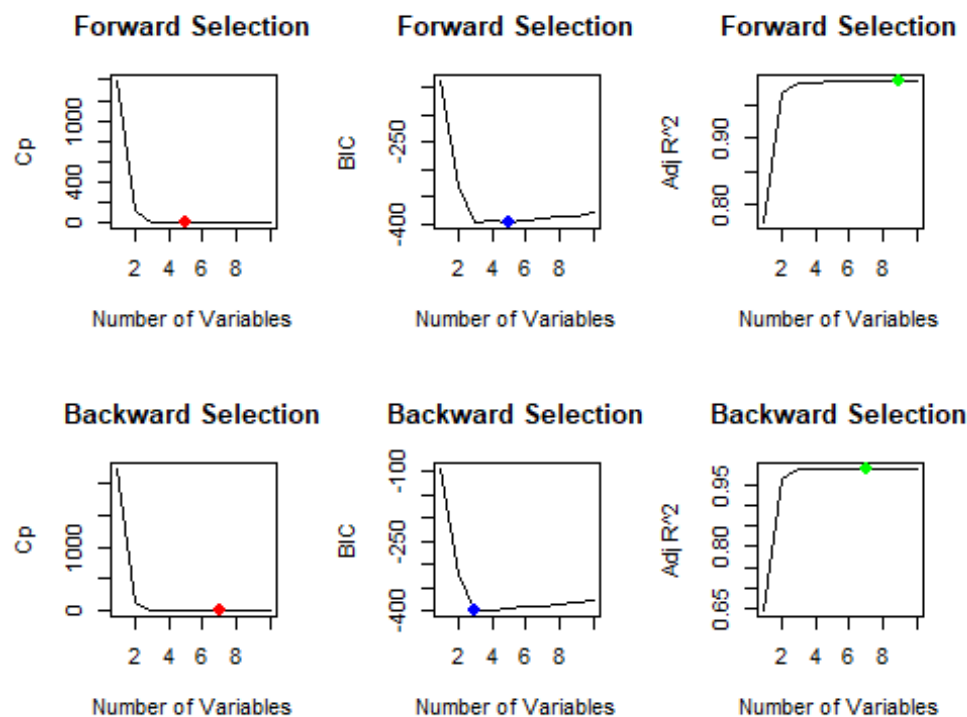 Forward Selection
Cp
0 400 1000
2 4 6 8
Number of Variables
Forward Selection
BIC
-400 -250
2 4 6 8
Number of Variables
Forward Selection
Adj R^2
0.80 0.90
2 4 6 8
Number of Variables
Backward Selection
Cp
0 1000
2 4 6 8
Number of Variables
Backward Selection
BIC
-400 -250 -100
2 4 6 8
Number of Variables
Backward Selection
Adj R^2
0.65 0.80 0.95
2 4 6 8
Number of Variables